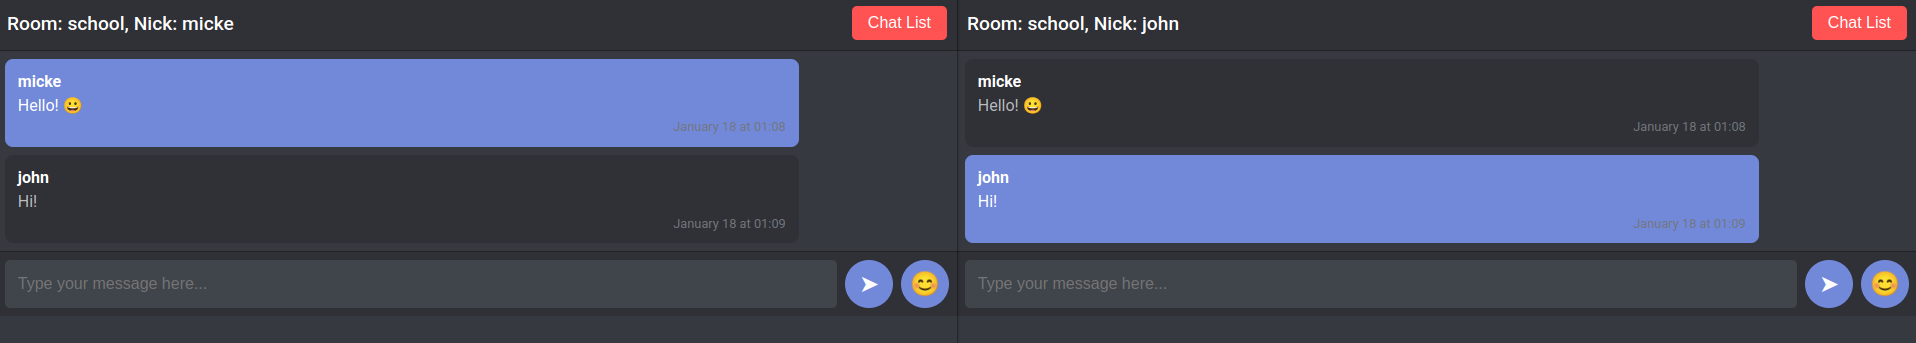 Room: school, Nick: micke
Chat List
micke
Hello! 😀
January 18 at 01:08
john
Hi!
January 18 at 01:09
Type your message here...
Room: school, Nick: john
Chat List
micke
Hello! 😀
January 18 at 01:08
john
Hi!
January 18 at 01:09
Type your message here...